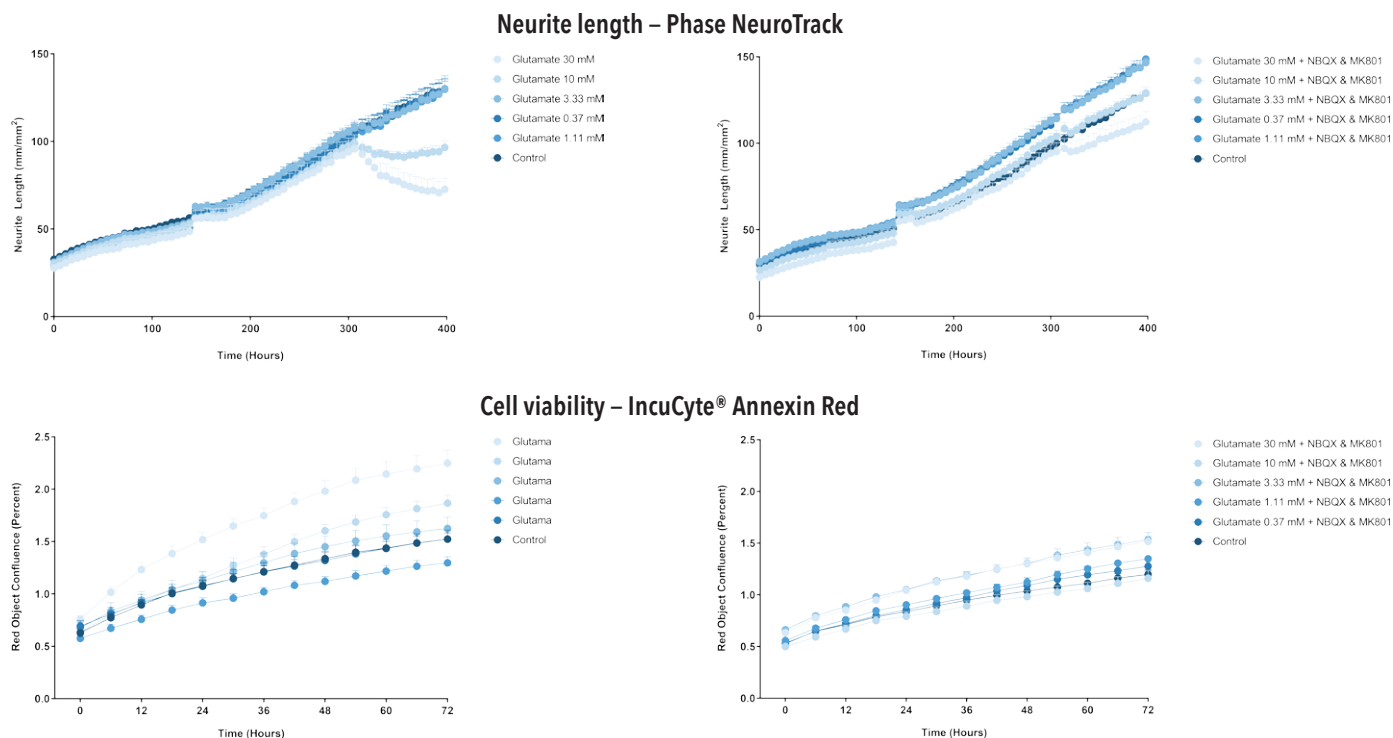 Neurite length – Phase NeuroTrack
150
100
50
0
0
100
200
300
400
Neurite Length (mm/mm²)
Time (Hours)
Glutamate 30 mM
Glutamate 10 mM
Glutamate 3.33 mM
Glutamate 0.37 mM
Glutamate 1.11 mM
Control
150
100
50
0
0
100
200
300
400
Neurite Length (mm/mm²)
Time (Hours)
Glutamate 30 mM + NBQX & MK801
Glutamate 10 mM + NBQX & MK801
Glutamate 3.33 mM + NBQX & MK801
Glutamate 0.37 mM + NBQX & MK801
Glutamate 1.11 mM + NBQX & MK801
Control
Cell viability – IncuCyte® Annexin Red
2.5
2.0
1.5
1.0
0.5
0.0
0
12
24
36
48
60
72
Red Object Confluence (Percent)
Time (Hours)
Glutama
Glutama
Glutama
Glutama
Glutama
Control
2.5
2.0
1.5
1.0
0.5
0.0
0
12
24
36
48
60
72
Red Object Confluence (Percent)
Time (Hours)
Glutamate 30 mM + NBQX & MK801
Glutamate 10 mM + NBQX & MK801
Glutamate 3.33 mM + NBQX & MK801
Glutamate 1.11 mM + NBQX & MK801
Glutamate 0.37 mM + NBQX & MK801
Control